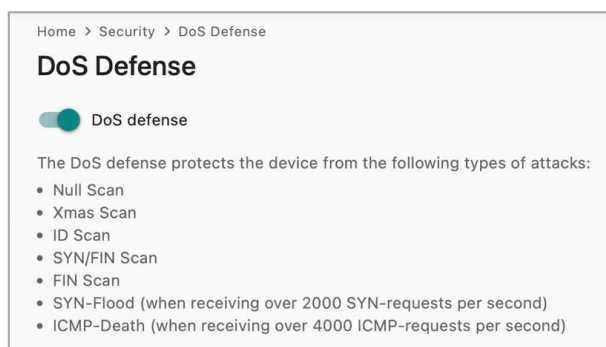 Home > Security > DoS Defense
DoS Defense
DoS defense
The DoS defense protects the device from the following types of attacks:
• Null Scan
• Xmas Scan
• ID Scan
• SYN/FIN Scan
• FIN Scan
• SYN-Flood (when receiving over 2000 SYN-requests per second)
• ICMP-Death (when receiving over 4000 ICMP-requests per second)